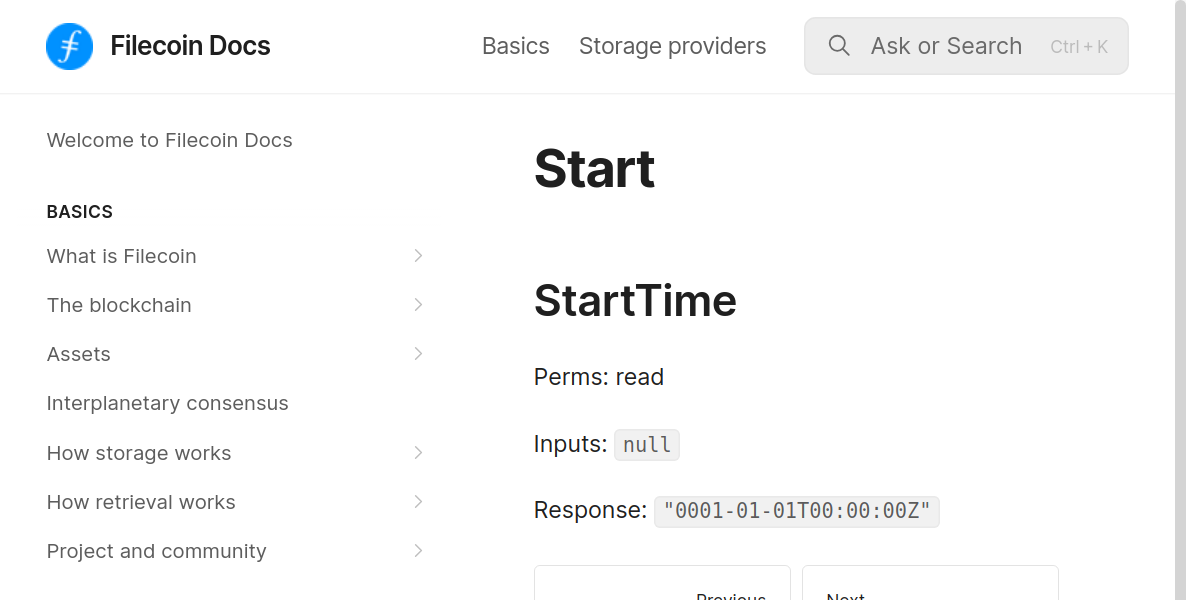 Filecoin Docs
Basics
Storage providers
Ask or Search
Ctrl + K
Welcome to Filecoin Docs
BASICS
What is Filecoin
The blockchain
Assets
Interplanetary consensus
How storage works
How retrieval works
Project and community
Start
StartTime
Perms: read
Inputs: null
Response: "0001-01-01T00:00:00Z"
Previous
Next